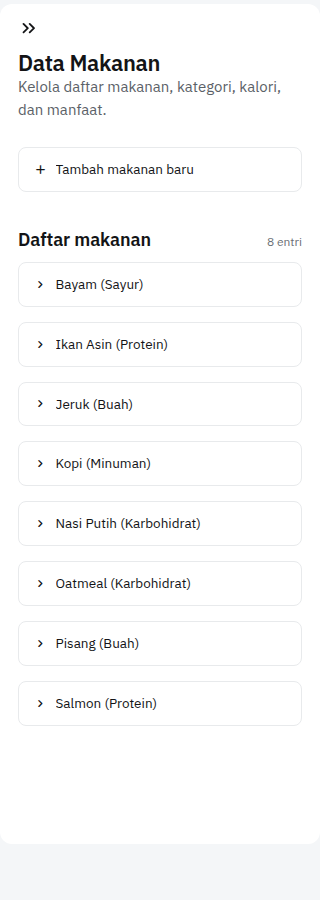 Data Makanan
Kelola daftar makanan, kategori, kalori,
dan manfaat.
Tambah makanan baru
Daftar makanan
8 entri
Bayam (Sayur)
Ikan Asin (Protein)
Jeruk (Buah)
Kopi (Minuman)
Nasi Putih (Karbohidrat)
Oatmeal (Karbohidrat)
Pisang (Buah)
Salmon (Protein)